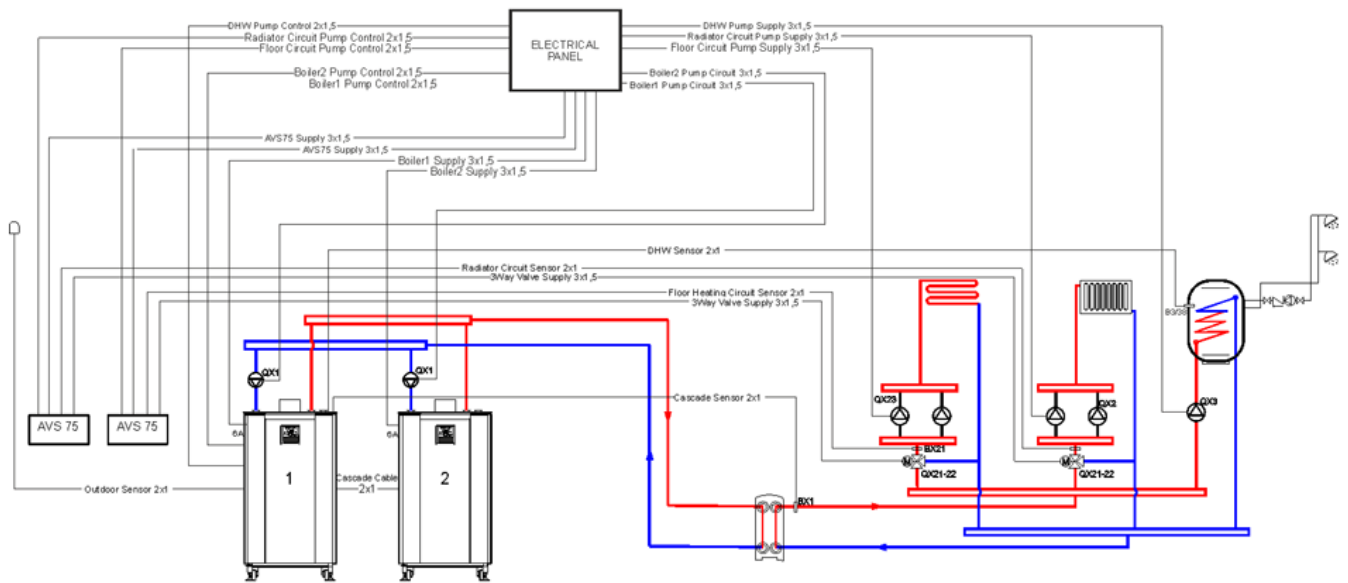 DHW Pump Control 2x1,5
Radiator Circuit Pump Control 2x1,5
Floor Circuit Pump Control 2x1,5
Boiler2 Pump Control 2x1,5
Boiler1 Pump Control 2x1,5
ELECTRICAL
PANEL
DHW Pump Supply 3x1,5
Radiator Circuit Pump Supply 3x1,5
Floor Circuit Pump Supply 3x1,5
Boiler2 Pump Circuit 3x1,5
Boiler1 Pump Circuit 3x1,5
AVS75 Supply 3x1,5
AVS75 Supply 3x1,5
Boiler1 Supply 3x1,5
Boiler2 Supply 3x1,5
DHW Sensor 2x1
Radiator Circuit Sensor 2x1
3Way Valve Supply 3x1,5
Floor Heating Circuit Sensor 2x1
3Way Valve Supply 3x1,5
B3/38
QX1
QX1
Cascade Sensor 2x1
QX23
QX2
QX3
AVS 75
AVS 75
6A
6A
BX21
M
M
QX21-22
QX21-22
1
2
Cascade Cable
2x1
Outdoor Sensor 2x1
BX1